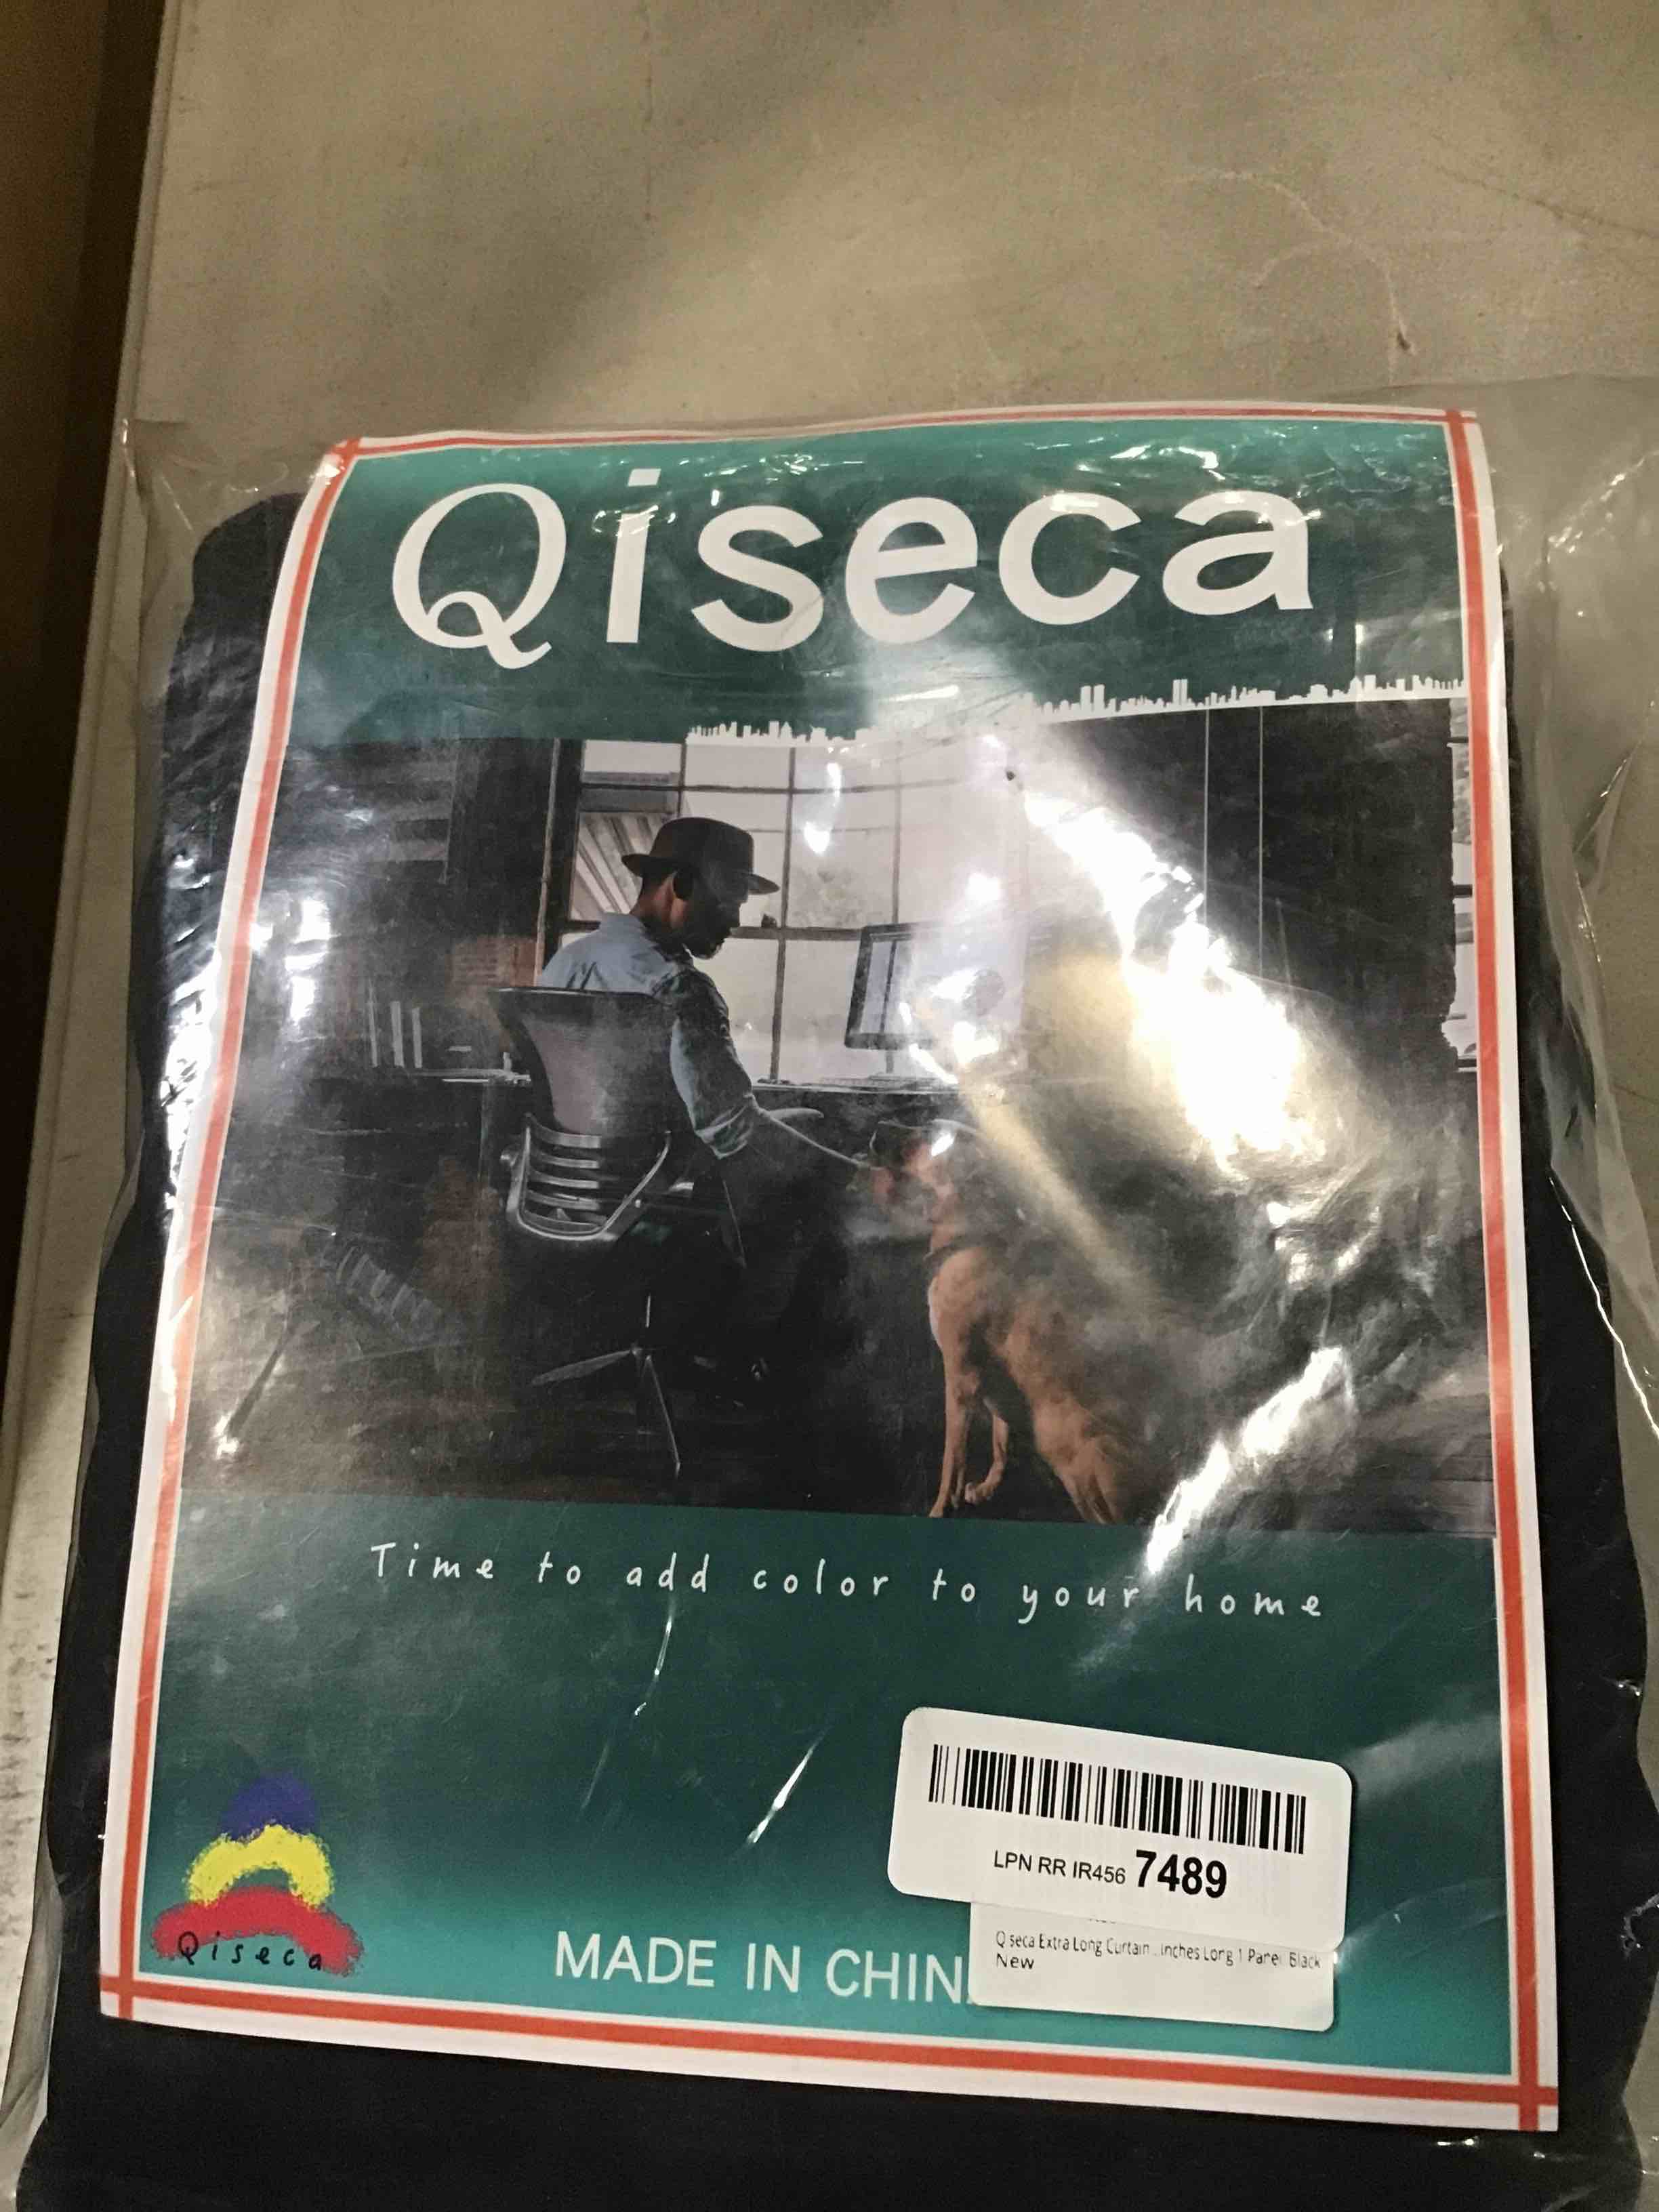 Qiseca
Time to add color to your home
LPN RR IR456 7489
Q seca Extra Long Curtain ...inches Long 1 Panel Black
New
MADE IN CHIN
Qiseca